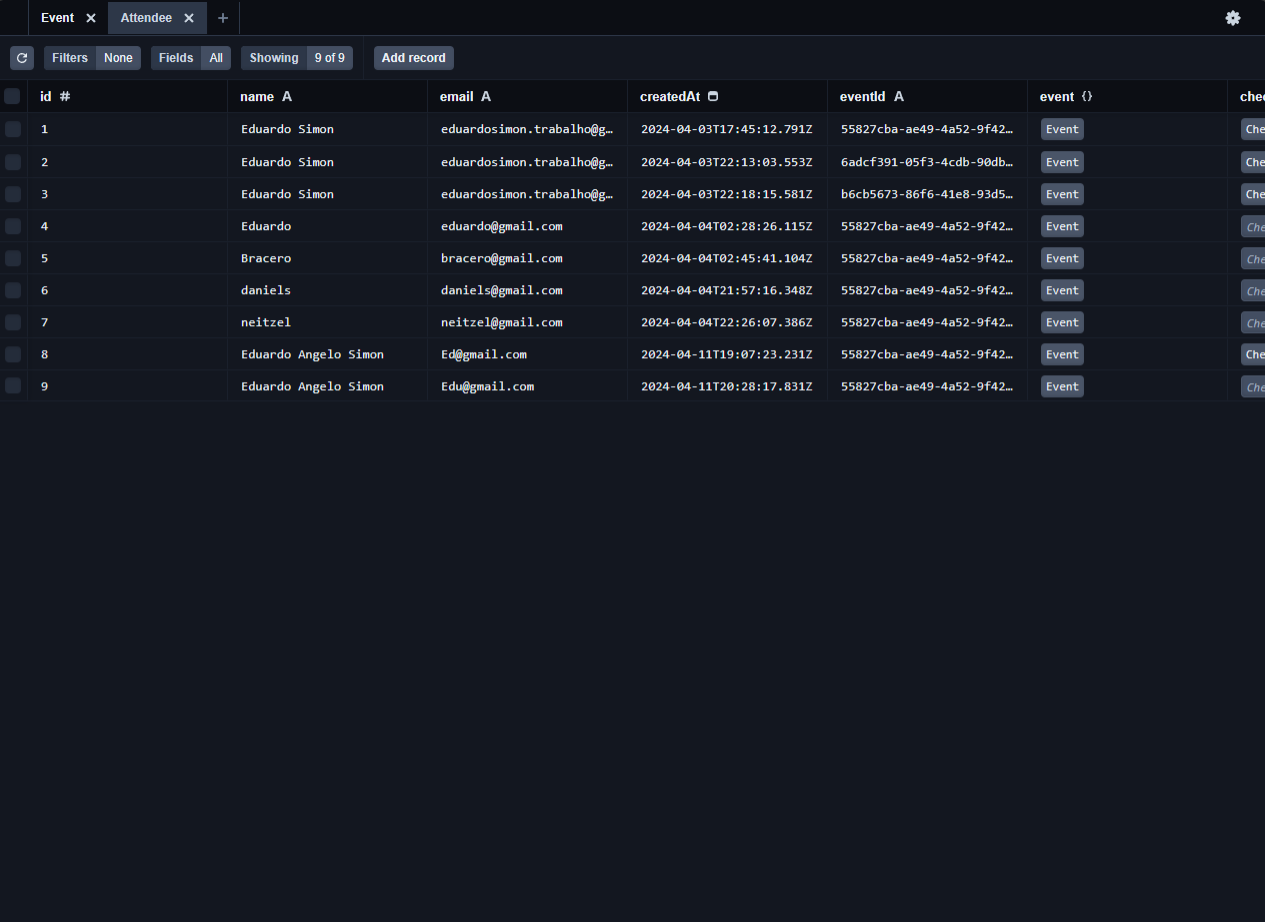 Event × Attendee × +
Filters None Fields All Showing 9 of 9 Add record
id # name A email A createdAt eventId A event {} chec
1 Eduardo Simon eduardosimon.trabalho@g… 2024-04-03T17:45:12.791Z 55827cba-ae49-4a52-9f42… Event Che
2 Eduardo Simon eduardosimon.trabalho@g… 2024-04-03T22:13:03.553Z 6adcf391-05f3-4cdb-90db… Event Che
3 Eduardo Simon eduardosimon.trabalho@g… 2024-04-03T22:18:15.581Z b6cb5673-86f6-41e8-93d5… Event Che
4 Eduardo eduardo@gmail.com 2024-04-04T02:28:26.115Z 55827cba-ae49-4a52-9f42… Event Che
5 Bracero bracero@gmail.com 2024-04-04T02:45:41.104Z 55827cba-ae49-4a52-9f42… Event Che
6 daniels daniels@gmail.com 2024-04-04T21:57:16.348Z 55827cba-ae49-4a52-9f42… Event Che
7 neitzel neitzel@gmail.com 2024-04-04T22:26:07.386Z 55827cba-ae49-4a52-9f42… Event Che
8 Eduardo Angelo Simon Ed@gmail.com 2024-04-11T19:07:23.231Z 55827cba-ae49-4a52-9f42… Event Che
9 Eduardo Angelo Simon Edu@gmail.com 2024-04-11T20:28:17.831Z 55827cba-ae49-4a52-9f42… Event Che